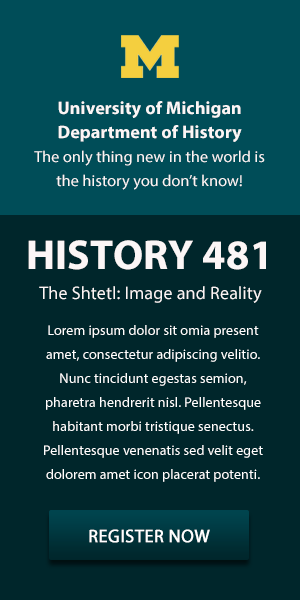 M
University of Michigan
Department of History
The only thing new in the world is
the history you don't know!
HISTORY 481
The Shtetl: Image and Reality
Lorem ipsum dolor sit omia present
amet, consectetur adipiscing velitio.
Nunc tincidunt egestas semion,
pharetra hendrerit nisl. Pellentesque
habitant morbi tristique senectus.
Pellentesque venenatis sed velit eget
dolorem amet icon placerat potenti.
REGISTER NOW